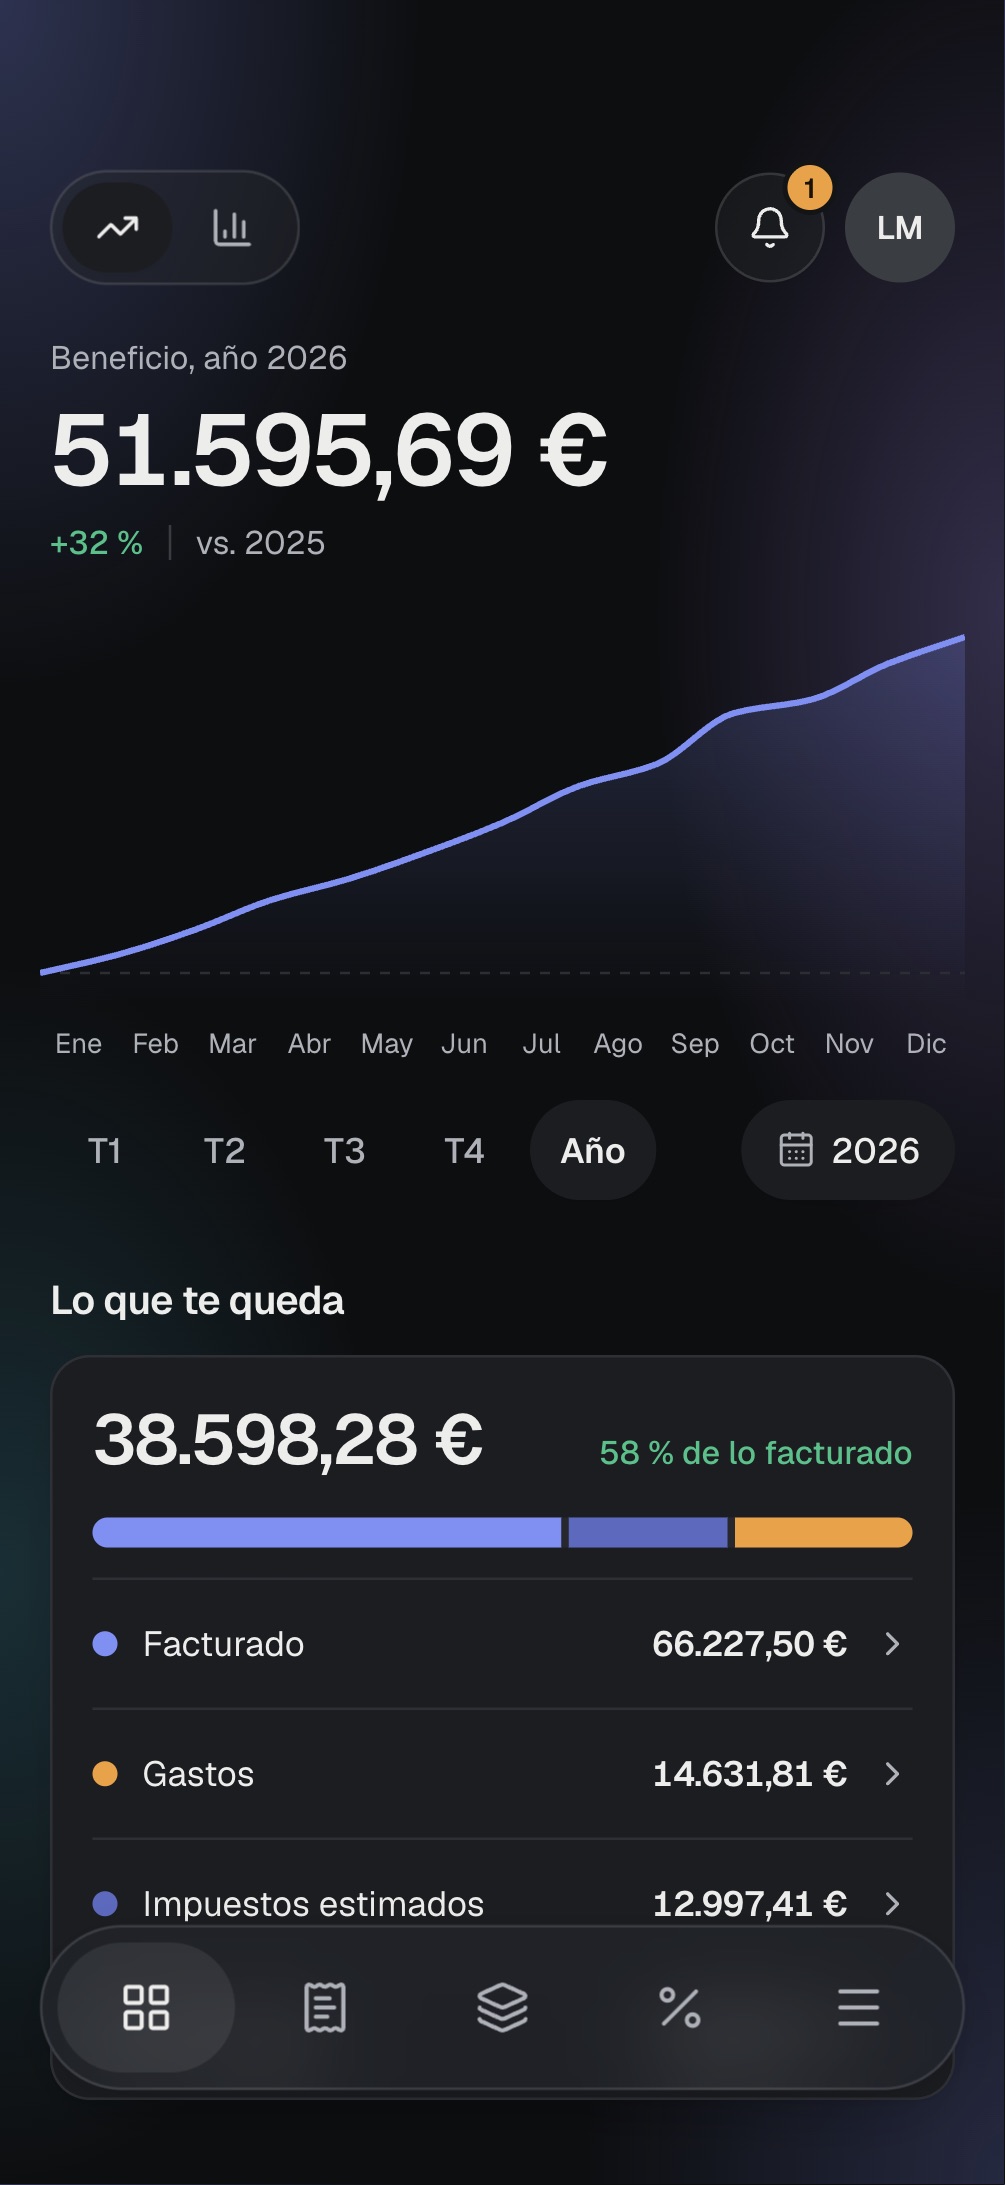 1
LM
Beneficio, año 2026
51.595,69 €
+32 % vs. 2025
Ene Feb Mar Abr May Jun Jul Ago Sep Oct Nov Dic
T1 T2 T3 T4 Año 2026
Lo que te queda
38.598,28 € 58 % de lo facturado
Facturado 66.227,50 €
Gastos 14.631,81 €
Impuestos estimados 12.997,41 €